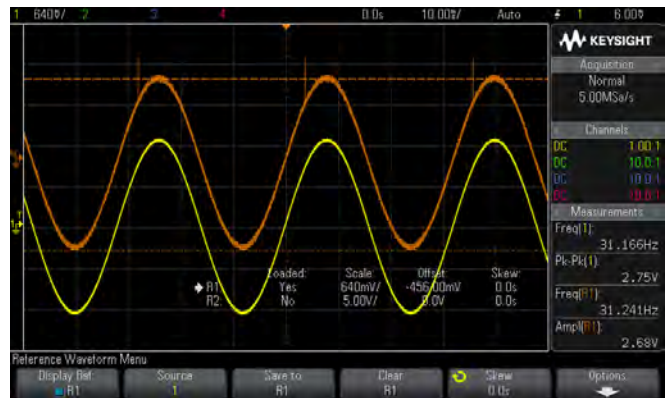 1 640♉/ 2 3 4 0.0s 10.00♉/ Auto 1 6.00♉
KEYSIGHT
Acquisition
Normal
5.00MSa/s
Channels
DC 1.00:1
DC 10.0:1
DC 10.0:1
DC 10.0:1
Measurements
Freq(1):
31.166Hz
Pk-Pk(1):
2.75V
Freq(R1):
31.241Hz
Ampl(R1):
2.68V
Loaded: Scale: Offset: Skew:
R1: Yes 640mV/ -456.00mV 0.0s
R2: No 5.00V/ 0.0V 0.0s
Reference Waveform Menu
Display Ref: Source Save to Clear Skew Options
R1 1 R1 R1 0.0s